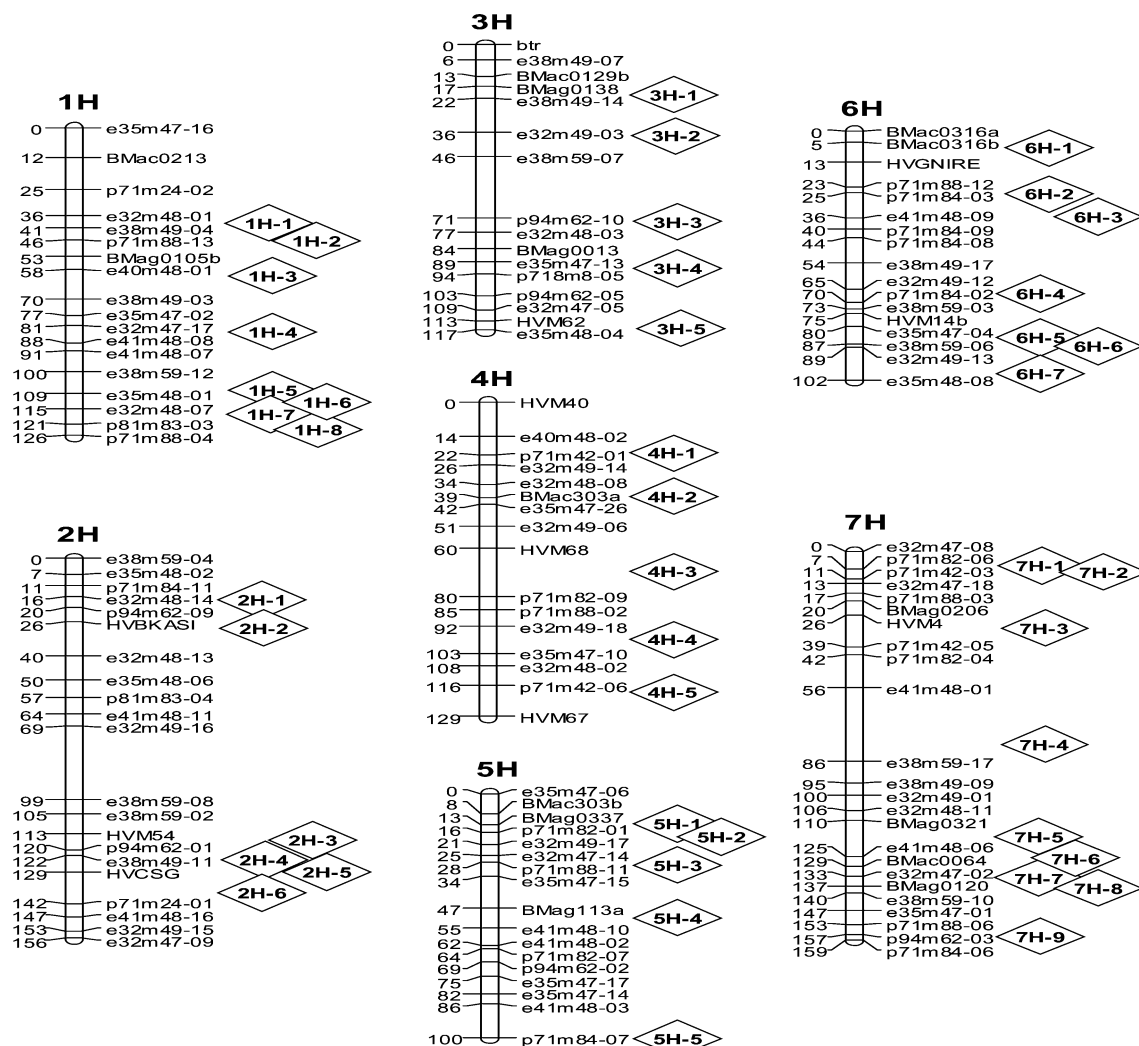 1H
0 e35m47-16
12 BMac0213
25 p71m24-02
36 e32m48-01
41 e38m49-04
46 p71m88-13
53 BMag0105b
58 e40m48-01
70 e38m49-03
77 e35m47-02
81 e32m47-17
88 e41m48-08
91 e41m48-07
100 e38m59-12
109 e35m48-01
115 e32m48-07
121 p81m83-03
126 p71m88-04
1H-1
1H-2
1H-3
1H-4
1H-5
1H-6
1H-7
1H-8
2H
0 e38m59-04
7 e35m48-02
11 p71m84-11
16 e32m48-14
20 p94m62-09
26 HVBKASI
40 e32m48-13
50 e35m48-06
57 p81m83-04
64 e41m48-11
69 e32m49-16
99 e38m59-08
105 e38m59-02
113 HVM54
120 p94m62-01
122 e38m49-11
129 HVCSG
142 p71m24-01
147 e41m48-16
153 e32m49-15
156 e32m47-09
2H-1
2H-2
2H-3
2H-4
2H-5
2H-6
3H
0 btr
6 e38m49-07
13 BMac0129b
17 BMag0138
22 e38m49-14
36 e32m49-03
46 e38m59-07
71 p94m62-10
77 e32m48-03
84 BMag0013
89 e35m47-13
94 p718m8-05
103 p94m62-05
109 e32m47-05
113 HVM62
117 e35m48-04
3H-1
3H-2
3H-3
3H-4
3H-5
4H
0 HVM40
14 e40m48-02
22 p71m42-01
26 e32m49-14
34 e32m48-08
39 BMac303a
42 e35m47-26
51 e32m49-06
60 HVM68
80 p71m82-09
85 p71m88-02
92 e32m49-18
103 e35m47-10
108 e32m48-02
116 p71m42-06
129 HVM67
4H-1
4H-2
4H-3
4H-4
4H-5
5H
0 e35m47-06
8 BMac303b
13 BMag0337
16 p71m82-01
21 e32m49-17
25 e32m47-14
28 p71m88-11
34 e35m47-15
47 BMag113a
55 e41m48-10
62 e41m48-02
64 p71m82-07
69 p94m62-02
75 e35m47-17
82 e35m47-14
86 e41m48-03
100 p71m84-07
5H-1
5H-2
5H-3
5H-4
5H-5
6H
0 BMac0316a
5 BMac0316b
13 HVGNIRE
23 p71m88-12
25 p71m84-03
36 e41m48-09
40 p71m84-09
44 p71m84-08
54 e38m49-17
65 e32m49-12
70 p71m84-02
73 e38m59-03
75 HVM14b
80 e35m47-04
87 e38m59-06
89 e32m49-13
102 e35m48-08
6H-1
6H-2
6H-3
6H-4
6H-5
6H-6
6H-7
7H
0 e32m47-08
7 p71m82-06
11 p71m42-03
13 e32m47-18
17 p71m88-03
20 BMag0206
26 HVM4
39 p71m42-05
42 p71m82-04
56 e41m48-01
86 e38m59-17
95 e38m49-09
100 e32m49-01
106 e32m48-11
110 BMag0321
125 e41m48-06
129 BMac0064
133 e32m47-02
137 BMag0120
140 e38m59-10
147 e35m47-01
153 p71m88-06
157 p94m62-03
159 p71m84-06
7H-1
7H-2
7H-3
7H-4
7H-5
7H-6
7H-7
7H-8
7H-9